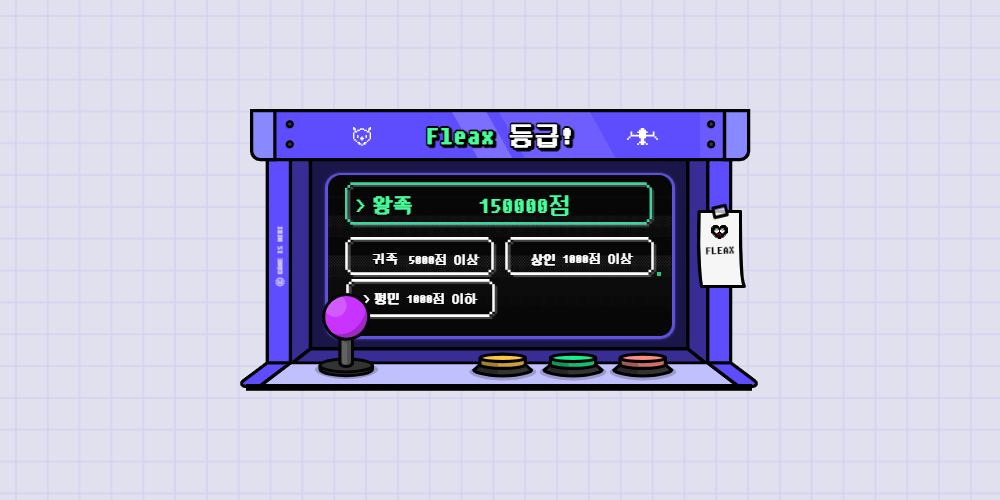 Fleax 등급!
> 왕족 150000점
귀족 5000점 이상
상인 1000점 이상
> 평민 1000점 이하
FLEAX